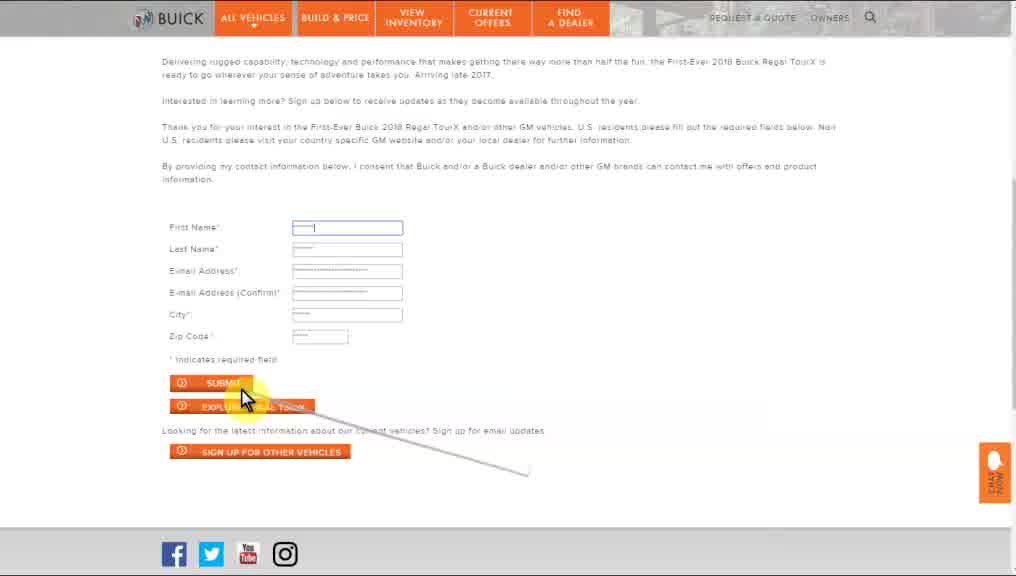 BUICK
ALL VEHICLES
BUILD & PRICE
VIEW
INVENTORY
CURRENT
OFFERS
FIND
A DEALER
REQUEST A QUOTE
OWNERS
Delivering rugged capability, technology and performance that makes getting there way more than half the fun, the First-Ever 2018 Buick Regal TourX is
ready to go wherever your sense of adventure takes you. Arriving late 2017.
Interested in learning more? Sign up below to receive updates as they become available throughout the year.
Thank you for your interest in the First-Ever Buick 2018 Regal TourX and/or other GM vehicles. U.S. residents please fill out the required fields below. Non
U.S. residents please visit your country specific GM website and/or your local dealer for further information.
By providing my contact information below, I consent that Buick and/or a Buick dealer and/or other GM brands can contact me with offers and product
information.
First Name*:
Last Name*:
E-mail Address*:
E-mail Address (Confirm)*:
City*:
Zip Code*:
* Indicates required field.
SUBMIT
Looking for the latest information about our current vehicles? Sign up for email updates
SIGN UP FOR OTHER VEHICLES
CHAT
NOW
You
Tube